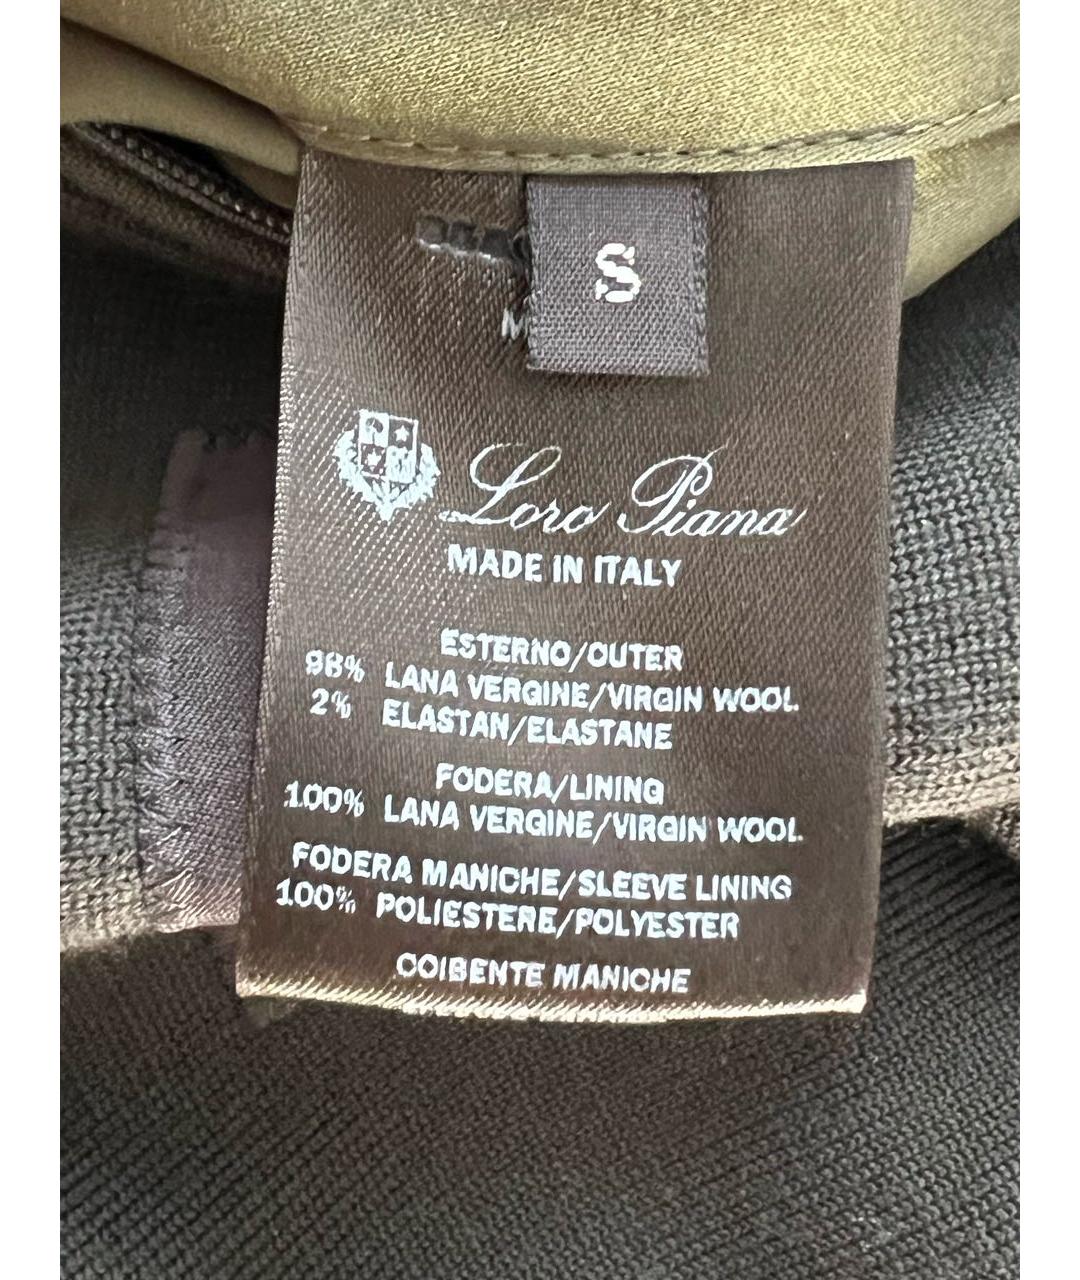 S
Loro Piana
MADE IN ITALY
ESTERNO/OUTER
98% LANA VERGINE/VIRGIN WOOL
2% ELASTAN/ELASTANE
FODERA/LINING
100% LANA VERGINE/VIRGIN WOOL
FODERA MANICHE/SLEEVE LINING
100% POLIESTERE/POLYESTER
COIBENTE MANICHE